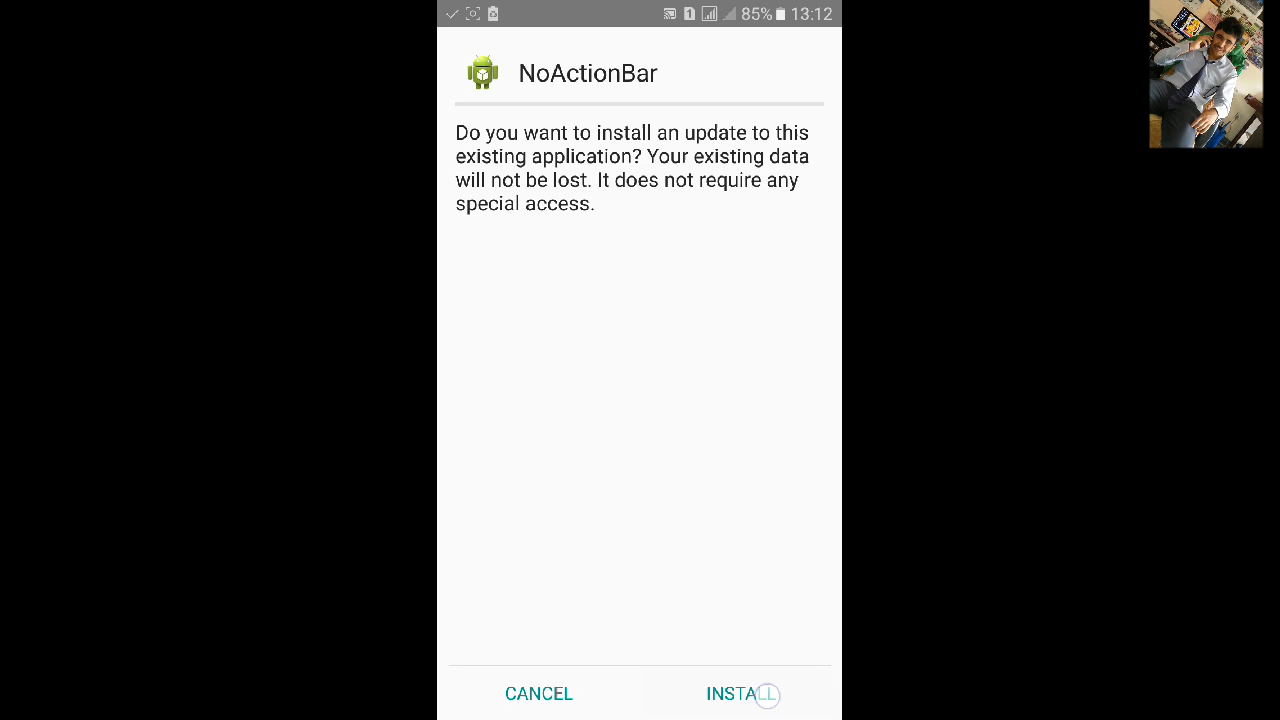 1 85% 13:12
NoActionBar
Do you want to install an update to this
existing application? Your existing data
will not be lost. It does not require any
special access.
CANCEL INSTALL